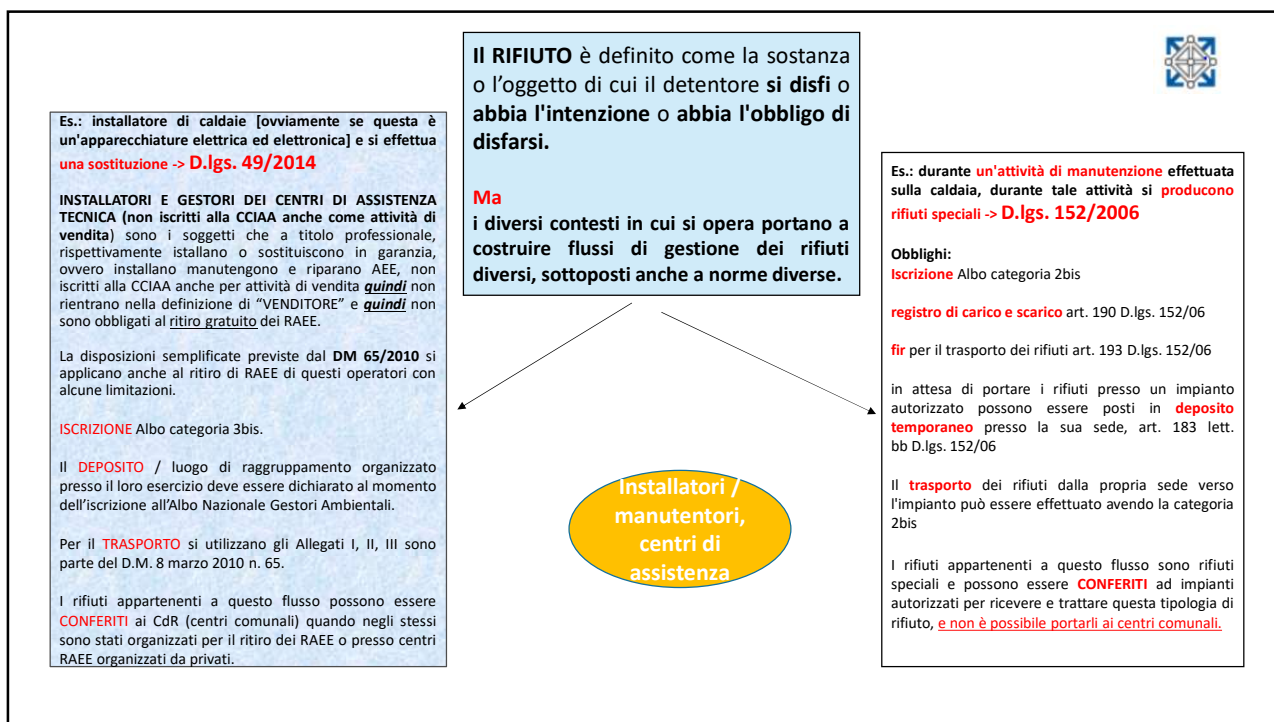 Il RIFIUTO è definito come la sostanza
o l'oggetto di cui il detentore si disfi o
abbia l'intenzione o abbia l'obbligo di
disfarsi.
Ma
i diversi contesti in cui si opera portano a
costruire flussi di gestione dei rifiuti
diversi, sottoposti anche a norme diverse.
Es.: installatore di caldaie [ovviamente se questa è
un'apparecchiature elettrica ed elettronica] e si effettua
una sostituzione -> D.lgs. 49/2014
INSTALLATORI E GESTORI DEI CENTRI DI ASSISTENZA
TECNICA (non iscritti alla CCIAA anche come attività di
vendita) sono i soggetti che a titolo professionale,
rispettivamente istallano o sostituiscono in garanzia,
ovvero installano manutengono e riparano AEE, non
iscritti alla CCIAA anche per attività di vendita quindi non
rientrano nella definizione di “VENDITORE” e quindi non
sono obbligati al ritiro gratuito dei RAEE.
La disposizioni semplificate previste dal DM 65/2010 si
applicano anche al ritiro di RAEE di questi operatori con
alcune limitazioni.
ISCRIZIONE Albo categoria 3bis.
Il DEPOSITO / luogo di raggruppamento organizzato
presso il loro esercizio deve essere dichiarato al momento
dell'iscrizione all'Albo Nazionale Gestori Ambientali.
Per il TRASPORTO si utilizzano gli Allegati I, II, III sono
parte del D.M. 8 marzo 2010 n. 65.
I rifiuti appartenenti a questo flusso possono essere
CONFERITI ai CdR (centri comunali) quando negli stessi
sono stati organizzati per il ritiro dei RAEE o presso centri
RAEE organizzati da privati.
Installatori /
manutentori,
centri di
assistenza
Es.: durante un'attività di manutenzione effettuata
sulla caldaia, durante tale attività si producono
rifiuti speciali -> D.lgs. 152/2006
Obblighi:
Iscrizione Albo categoria 2bis
registro di carico e scarico art. 190 D.lgs. 152/06
fir per il trasporto dei rifiuti art. 193 D.lgs. 152/06
in attesa di portare i rifiuti presso un impianto
autorizzato possono essere posti in deposito
temporaneo presso la sua sede, art. 183 lett.
bb D.lgs. 152/06
Il trasporto dei rifiuti dalla propria sede verso
l'impianto può essere effettuato avendo la categoria
2bis
I rifiuti appartenenti a questo flusso sono rifiuti
speciali e possono essere CONFERITI ad impianti
autorizzati per ricevere e trattare questa tipologia di
rifiuto, e non è possibile portarli ai centri comunali.